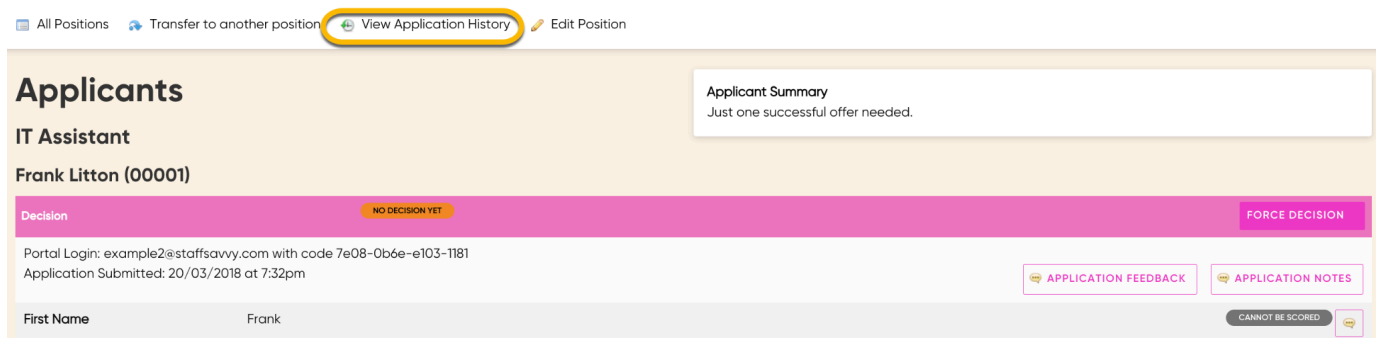 All Positions Transfer to another position View Application History Edit Position
Applicants
Applicant Summary
Just one successful offer needed.
IT Assistant
Frank Litton (00001)
Decision NO DECISION YET FORCE DECISION
Portal Login: example2@staffsavvy.com with code 7e08-0b6e-e103-1181
Application Submitted: 20/03/2018 at 7:32pm
APPLICATION FEEDBACK APPLICATION NOTES
First Name Frank CANNOT BE SCORED